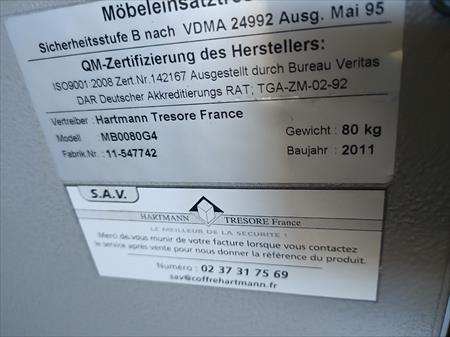 Möbeleinsatztres
Sicherheitsstufe B nach VDMA 24992 Ausg. Mai 95
QM-Zertifizierung des Herstellers:
ISO9001:2008 Zert.Nr.142167 Ausgestellt durch Bureau Veritas
DAR Deutscher Akkreditierungs RAT; TGA-ZM-02-92
Vertreiber : Hartmann Tresore France
Modell : MB0080G4 Gewicht : 80 kg
Fabrik.Nr : 11-547742 Baujahr : 2011
S.A.V.
HARTMANN TRESORE France
LE MEILLEUR DE LA SECURITE !
Merci de vous munir de votre facture lorsque vous contactez
le service après vente pour nous donner la référence du produit.
Numéro : 02 37 31 75 69
sav@coffrehartmann.fr